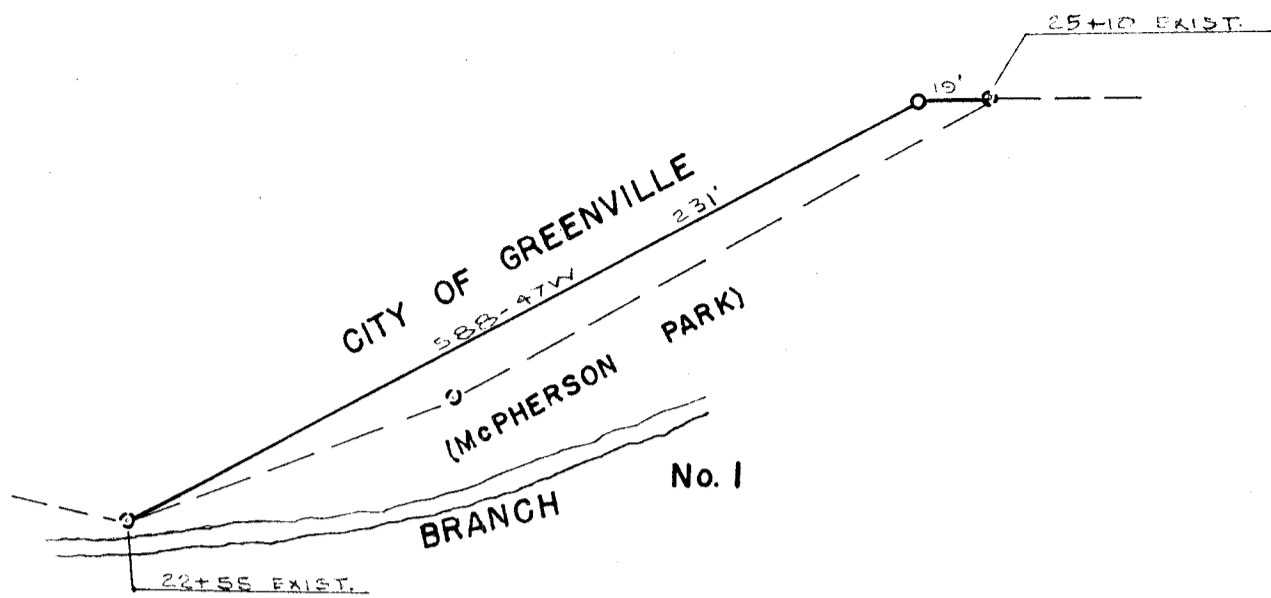 25+10 EXIST.
19'
CITY OF GREENVILLE
231'
S88-47W
(McPHERSON PARK)
No. 1
BRANCH
22+55 EXIST.